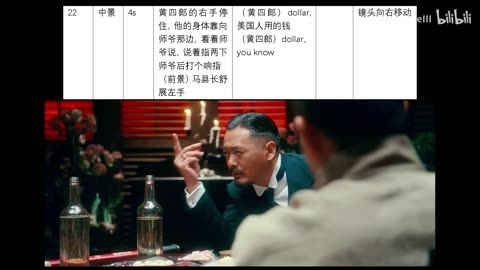 22
中景
4s
黄四郎的右手停
住，他的身体靠向
师爷那边，看着师
爷说，说着指两下
师爷后打个响指
（前景）马县长舒
展左手
（黄四郎）dollar,
美国人用的钱
（黄四郎）dollar,
you know
镜头向右移动
bilibili